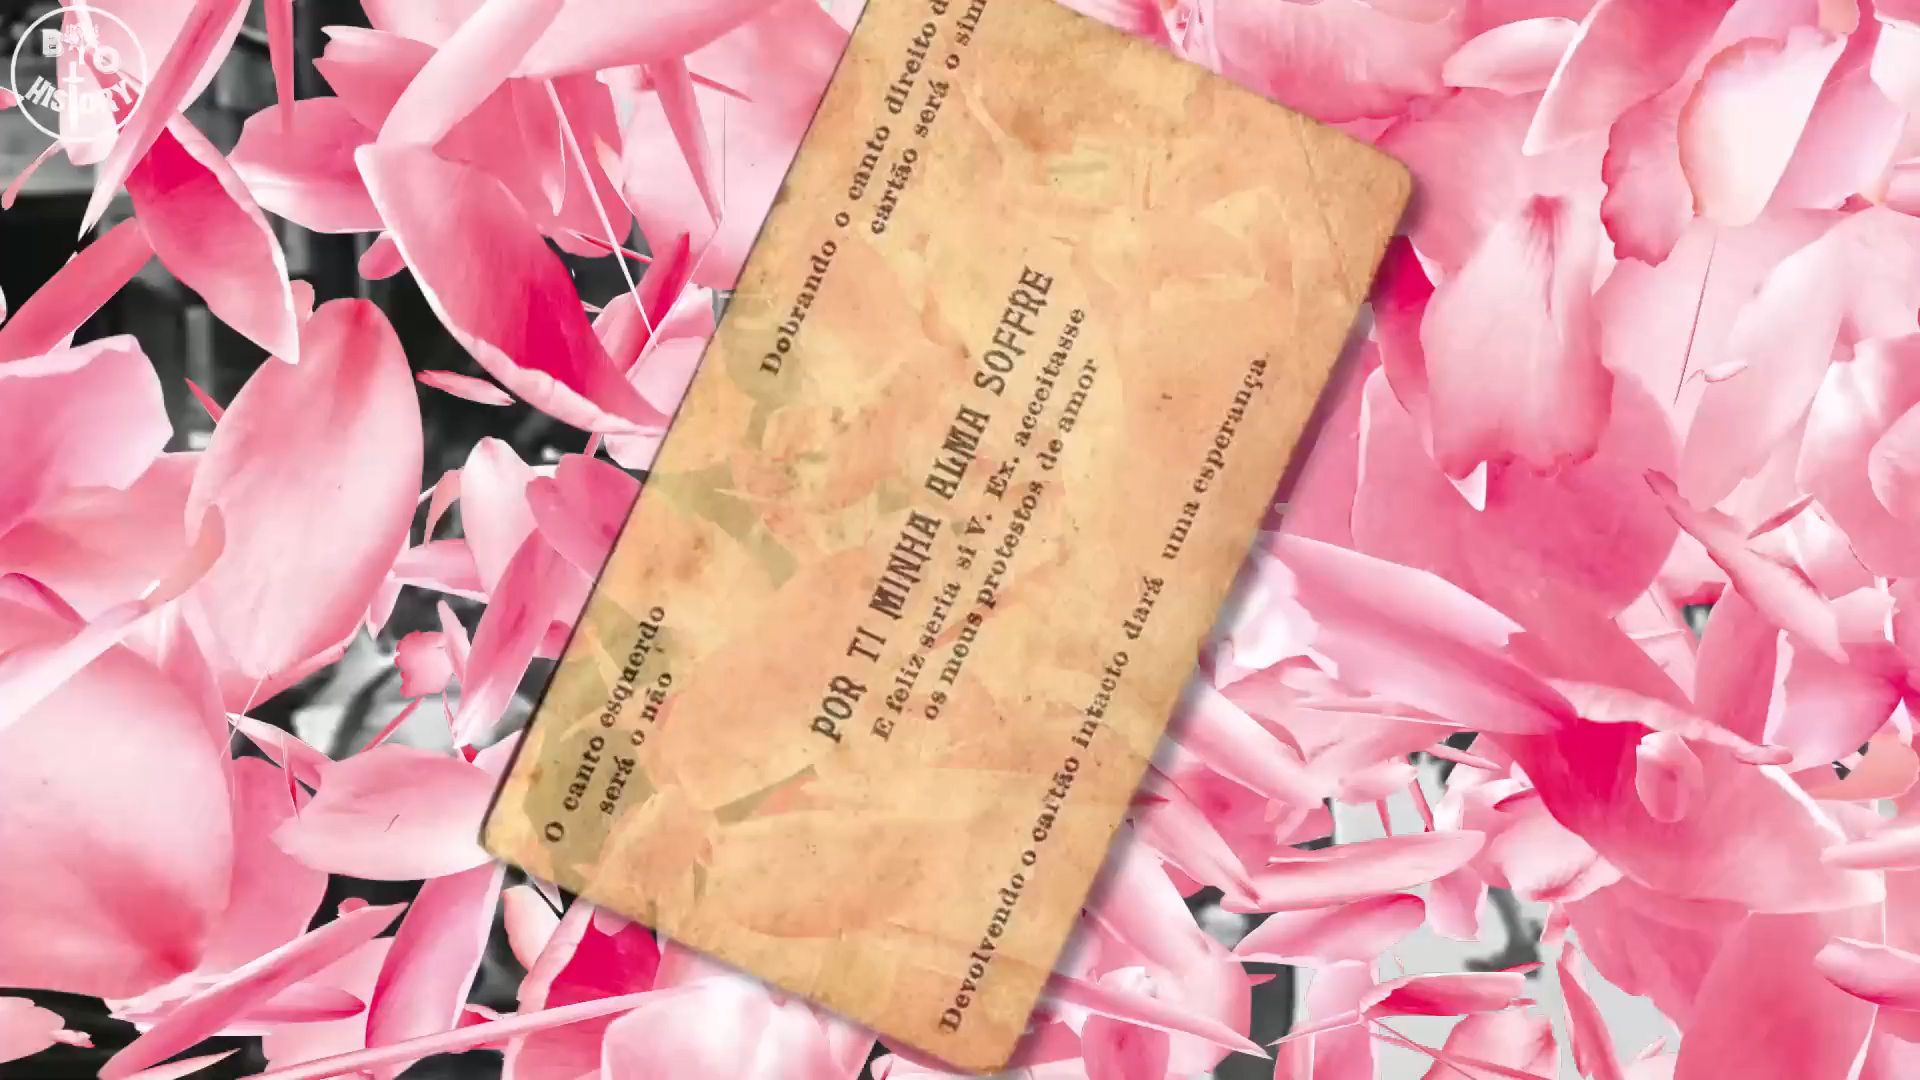 BYO
HISTORY
Dobrando o canto direito d
cartão será o sim
O canto esquerdo
será o não
POR TI MINHA ALMA SOFFRE
E feliz seria si V. Ex. acceitasse
os meus protestos de amor
Devolvendo o cartão intacto dará uma esperança.